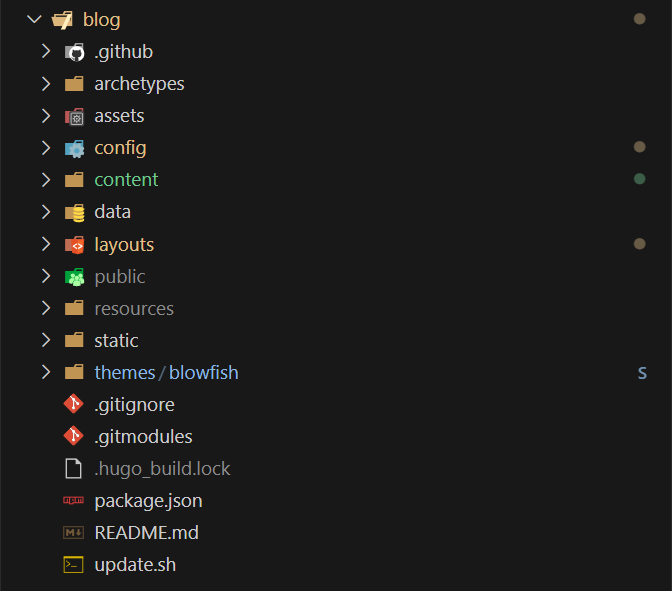 blog
.github
archetypes
assets
config
content
data
layouts
public
resources
static
themes/blowfish S
.gitignore
.gitmodules
.hugo_build.lock
package.json
README.md
update.sh